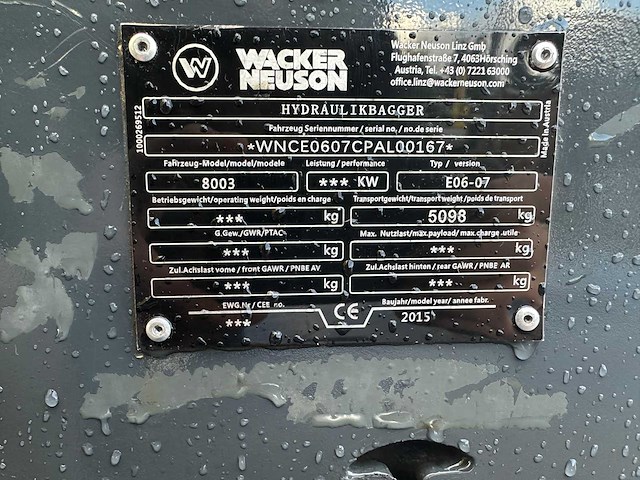 WACKER
NEUSON
Wacker Neuson Linz GmbH
Flughafenstraße 7, 4063 Hörsching
Austria, Tel. +43 (0) 7221 63000
office.linz@wackerneuson.com
HYDRAULIKBAGGER
Fahrzeug Seriennummer / serial no, / no.de serie
*WNCE0607CPAL00167*
Fahrzeug-Model/model/modele Leistung / performance Typ / version
8003 *** KW E06-07
Betriebsgewicht/operating weight/poids en charge Transportgewicht/transport weight/poids de transport
*** kg 5098 kg
G.Gew./GWR/PTAC Max. Nutzlast/max.payload/ max.charge .utile
*** kg *** kg
Zul.Achslast vorne / front GAWR / PNBE AV Zul.Achslast hinten / rear GAWR / PNBE AR
*** kg *** kg
EWG.Nr / CEE no. CE Baujahr/model year/ annee fabr.
*** 2015
1000269512
Made in Austria